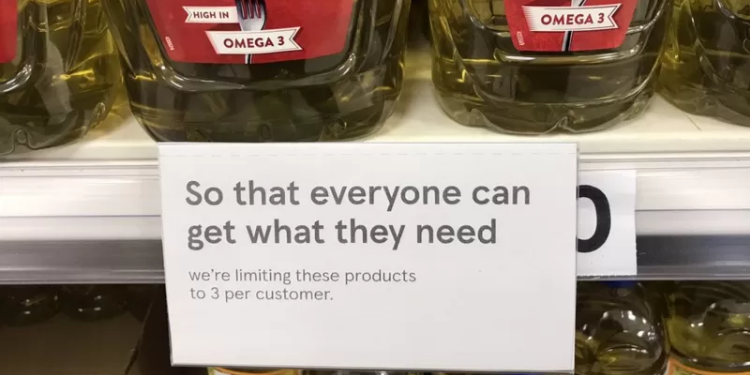 HIGH IN
OMEGA 3
OMEGA 3
So that everyone can
get what they need
we're limiting these products
to 3 per customer.
0